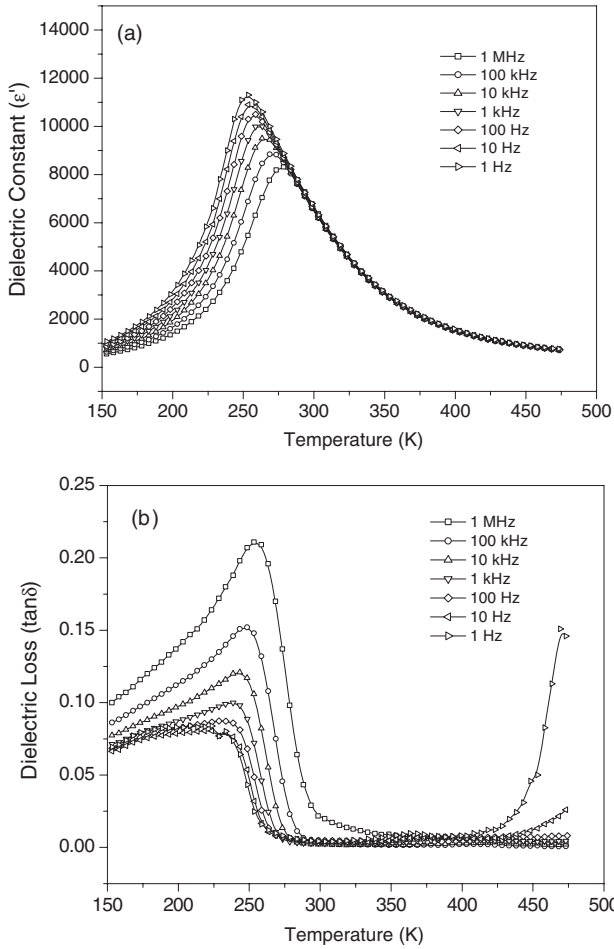 (a)
14000
12000
10000
8000
6000
4000
2000
0
Dielectric Constant (ε')
1 MHz
100 kHz
10 kHz
1 kHz
100 Hz
10 Hz
1 Hz
150 200 250 300 350 400 450 500
Temperature (K)
(b)
0.25
0.20
0.15
0.10
0.05
0.00
Dielectric Loss (tanδ)
1 MHz
100 kHz
10 kHz
1 kHz
100 Hz
10 Hz
1 Hz
150 200 250 300 350 400 450 500
Temperature (K)